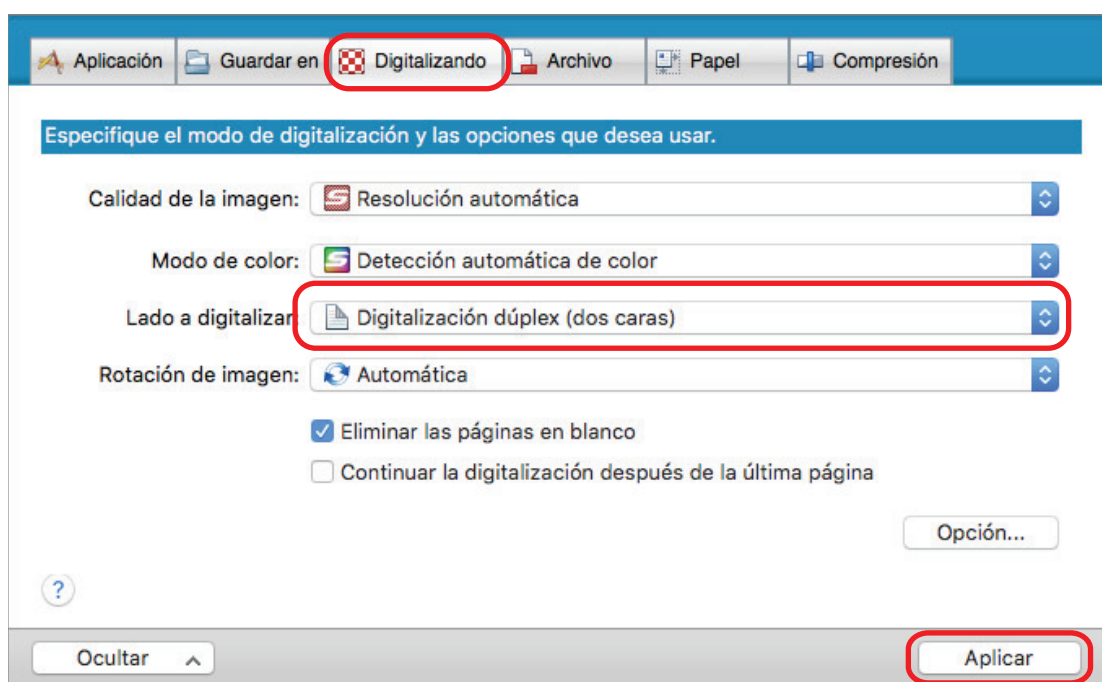 Aplicación Guardar en Digitalizando Archivo Papel Compresión
Especifique el modo de digitalización y las opciones que desea usar.
Calidad de la imagen: Resolución automática
Modo de color: Detección automática de color
Lado a digitalizar: Digitalización dúplex (dos caras)
Rotación de imagen: Automática
Eliminar las páginas en blanco
Continuar la digitalización después de la última página
Opción...
?
Ocultar Aplicar